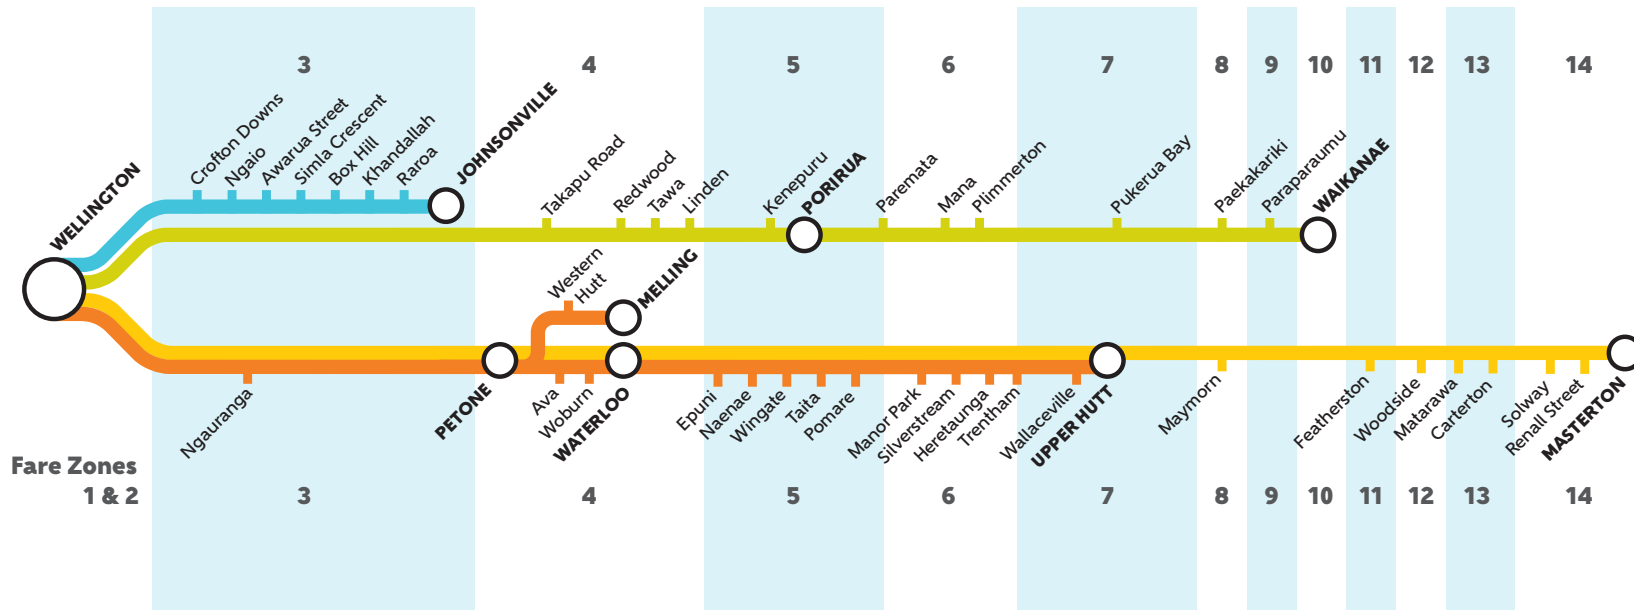 3
4
5
6
7
8
9
10
11
12
13
14
WELLINGTON
Crofton Downs
Ngaio
Awarua Street
Simla Crescent
Box Hill
Khandallah
Raroa
JOHNSONVILLE
Takapu Road
Redwood
Tawa
Linden
Kenepuru
PORIRUA
Paremata
Mana
Plimmerton
Pukerua Bay
Paekakariki
Paraparaumu
WAIKANAE
Western
Hutt
MELLING
Ngauranga
PETONE
Ava
Woburn
WATERLOO
Epuni
Naenae
Wingate
Taita
Pomare
Manor Park
Silverstream
Heretaunga
Trentham
Wallaceville
UPPER HUTT
Maymorn
Featherston
Woodside
Matarawa
Carterton
Solway
Renall Street
MASTERTON
Fare Zones
1 & 2
3
4
5
6
7
8
9
10
11
12
13
14